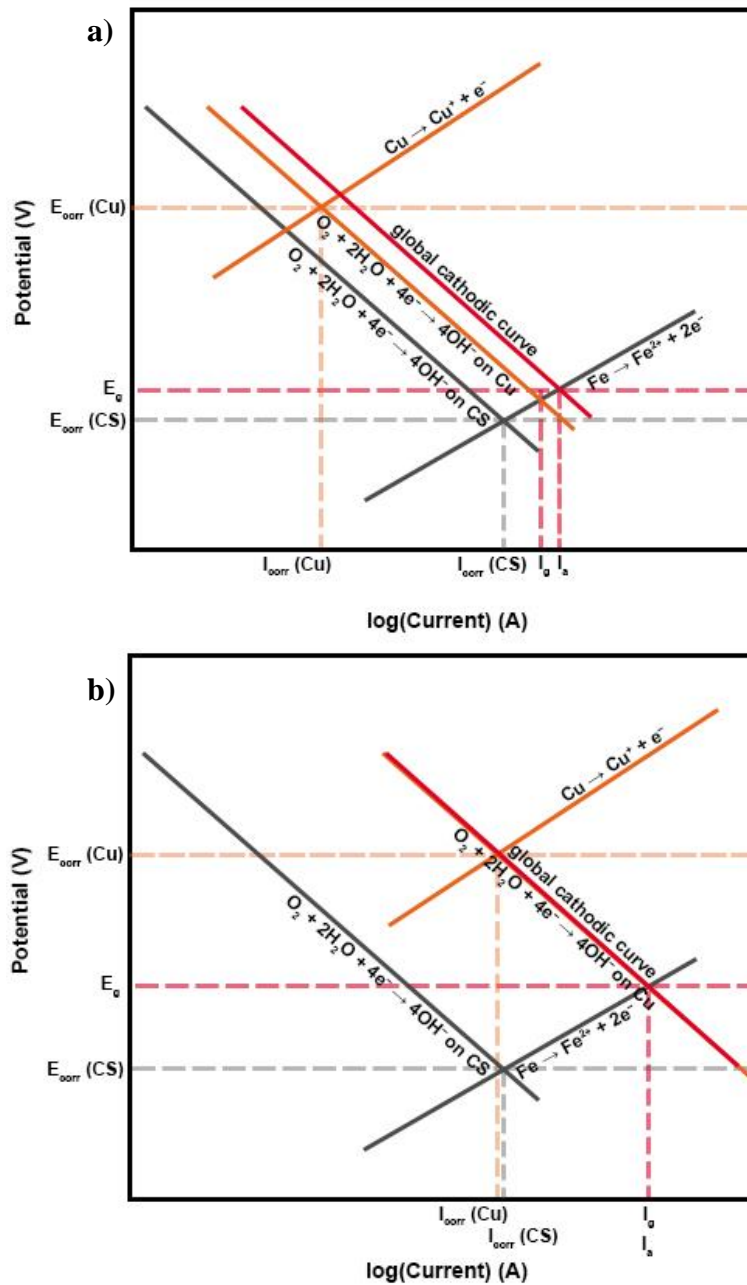 a)
Cu → Cu⁺ + e⁻
E_corr (Cu)
O₂ + 2H₂O + 4e⁻ → 4OH⁻ on Cu
O₂ + 2H₂O + 4e⁻ → 4OH⁻ on CS
global cathodic curve
Fe → Fe²⁺ + 2e⁻
Potential (V)
E_g
E_corr (CS)
I_corr (Cu)
I_corr (CS)
I_g
I_a
log(Current) (A)
b)
Cu → Cu⁺ + e⁻
E_corr (Cu)
O₂ + 2H₂O + 4e⁻ → 4OH⁻ on Cu
global cathodic curve
O₂ + 2H₂O + 4e⁻ → 4OH⁻ on CS
Fe → Fe²⁺ + 2e⁻
Potential (V)
E_g
E_corr (CS)
I_corr (Cu)
I_corr (CS)
I_g
I_a
log(Current) (A)